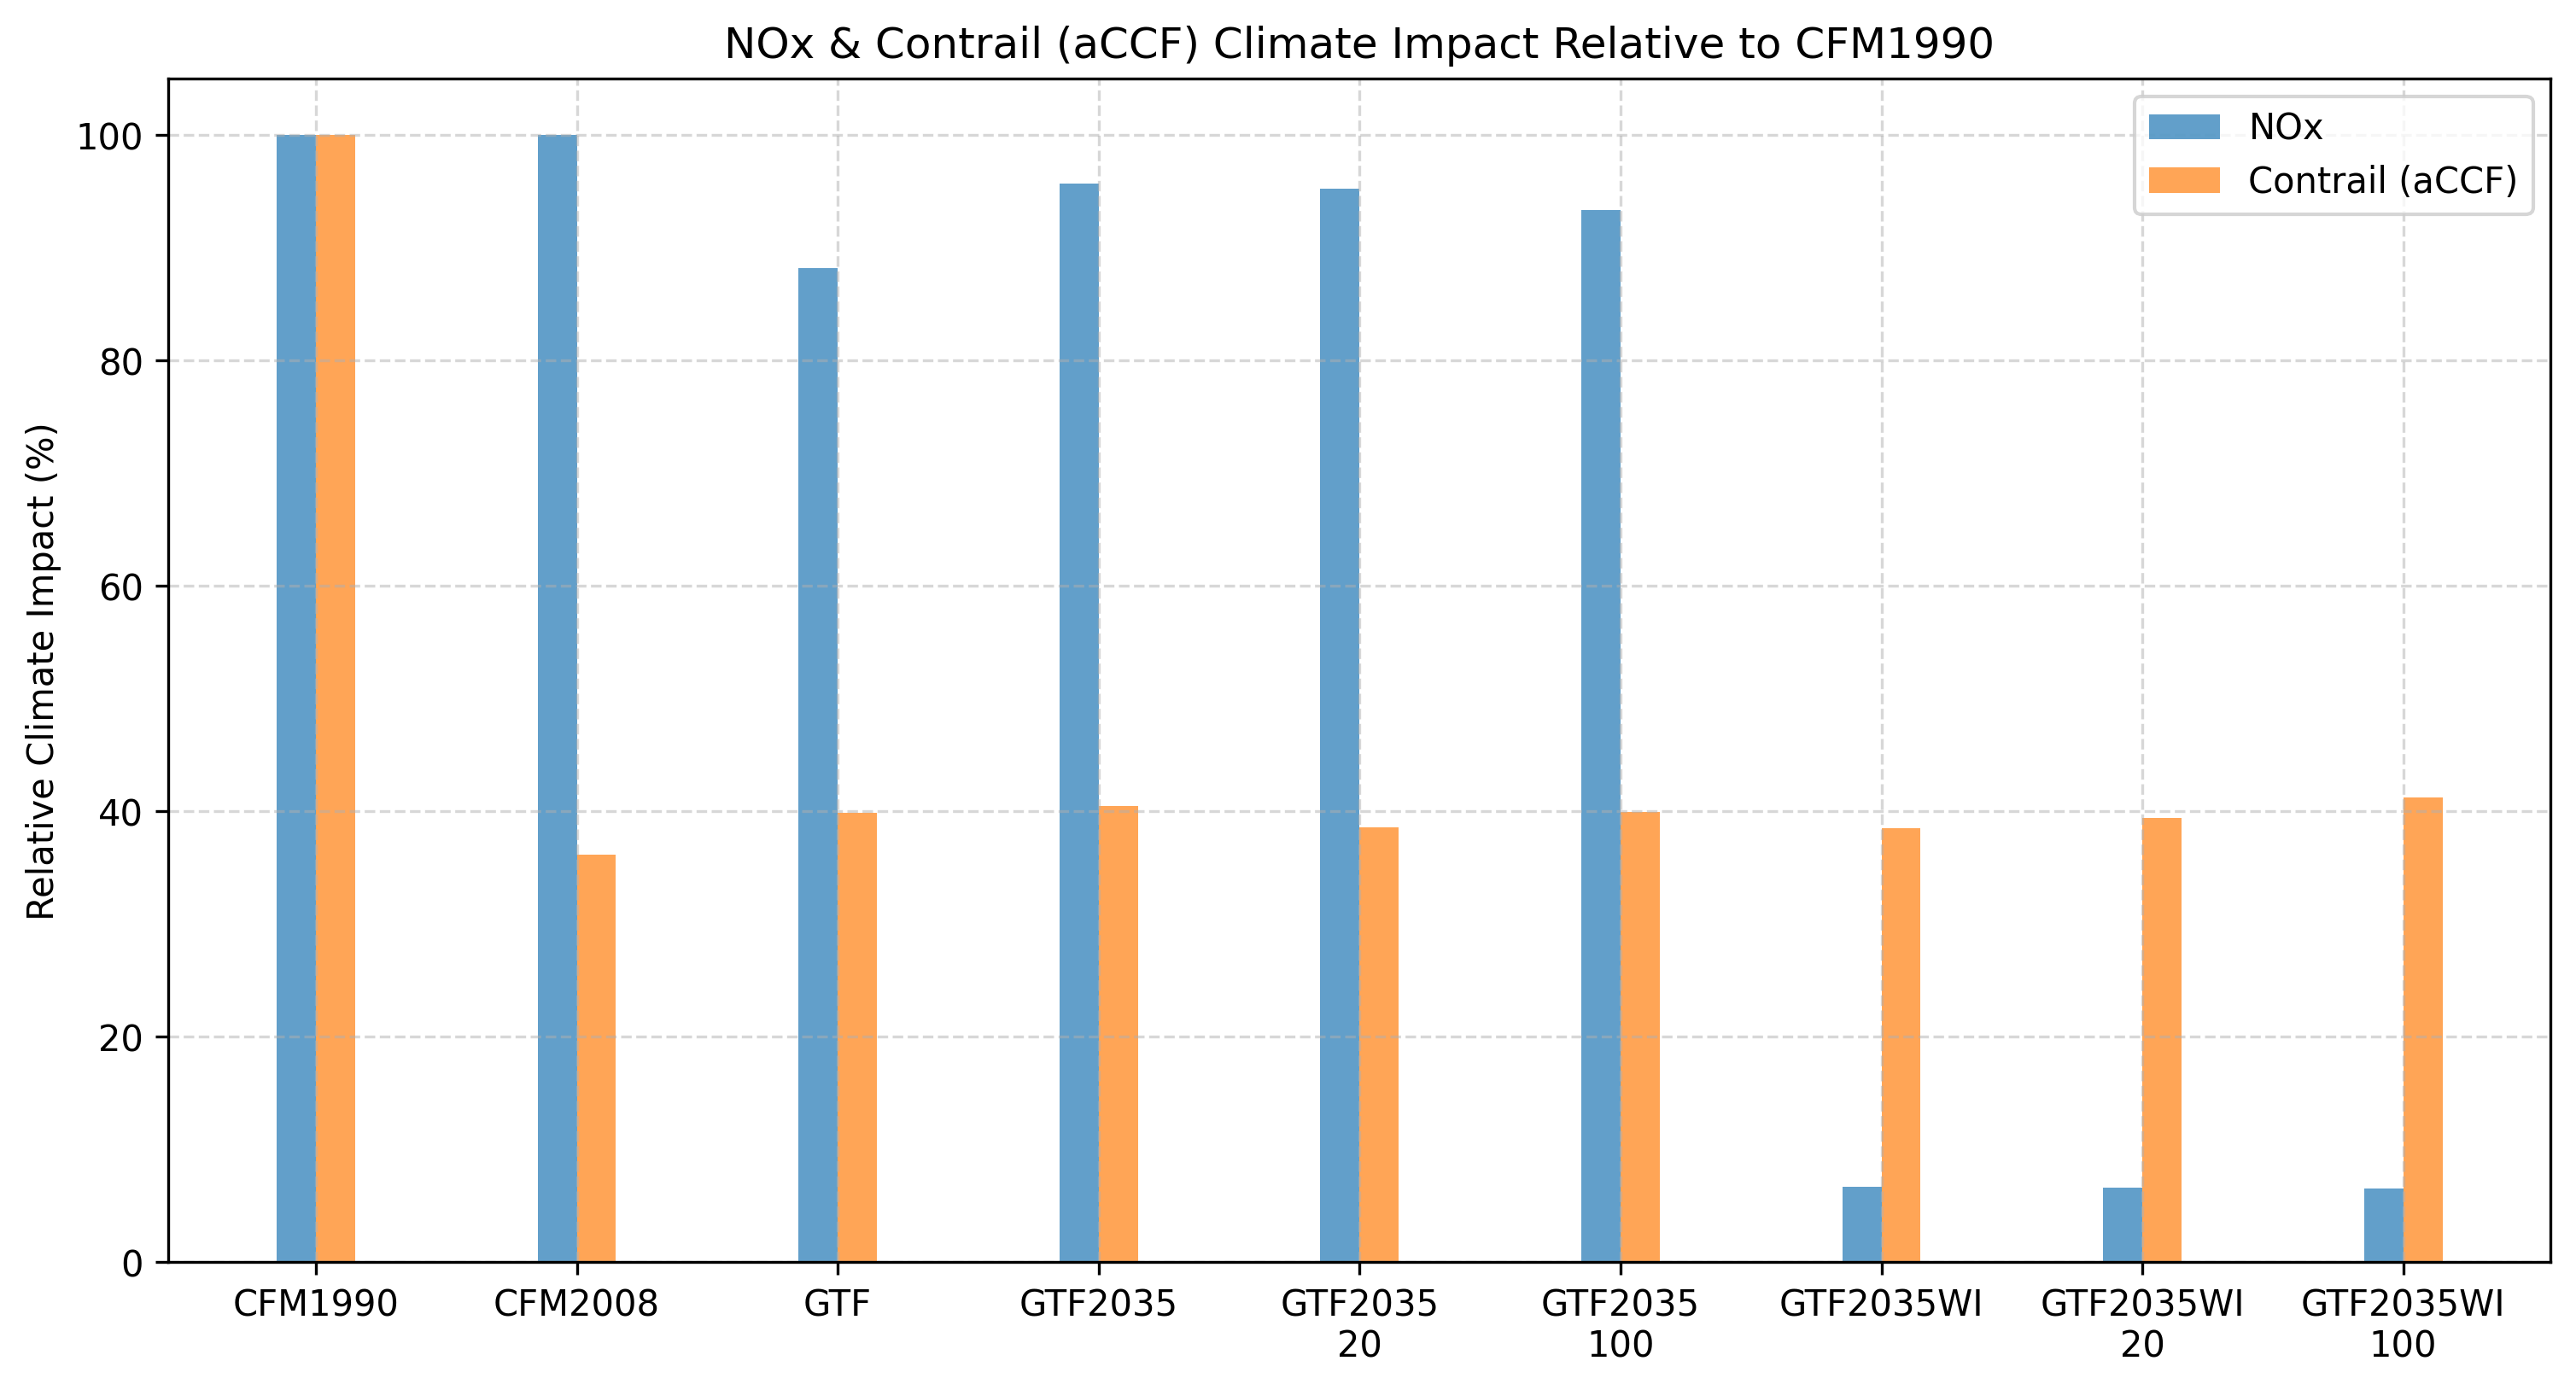 NOx & Contrail (aCCF) Climate Impact Relative to CFM1990
NOx
Contrail (aCCF)
Relative Climate Impact (%)
100
80
60
40
20
0
CFM1990
CFM2008
GTF
GTF2035
GTF2035
20
GTF2035
100
GTF2035WI
GTF2035WI
20
GTF2035WI
100